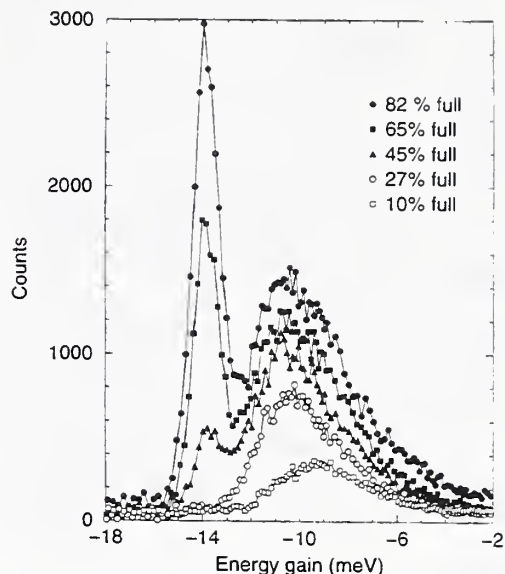 3000
2000
1000
0
Counts
82 % full
65% full
45% full
27% full
10% full
−18 −14 −10 −6 −2
Energy gain (meV)